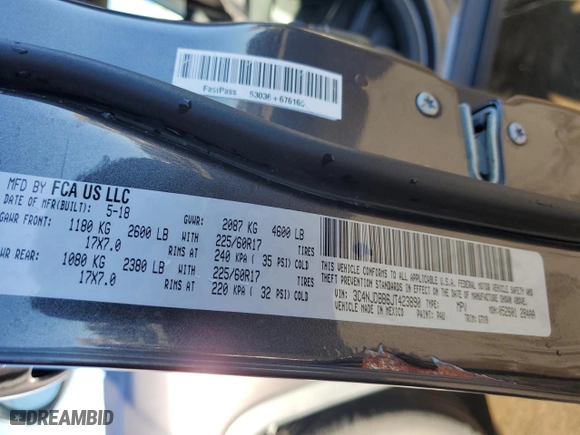 FastPass 53036+676165
MFD BY FCA US LLC
DATE OF MFR(BUILT): 5-18
GVWR: 2087 KG 4600 LB
GAWR FRONT: 1180 KG 2600 LB WITH 225/60R17 TIRES
17X7.0 RIMS AT 240 KPA ( 35 PSI) COLD
GAWR REAR: 1080 KG 2380 LB WITH 225/60R17 TIRES
17X7.0 RIMS AT 220 KPA ( 32 PSI) COLD
THIS VEHICLE CONFORMS TO ALL APPLICABLE U.S.A. FEDERAL MOTOR VEHICLE SAFETY AND
THEFT PREVENTION STANDARDS IN EFFECT ON THE DATE OF MANUFACTURE SHOWN ABOVE.
VIN: 3C4NJDBB6JT423890 TYPE: MPV
VEHICLE MADE IN MEXICO PAINT: PAU TRIM:
DREAMBID